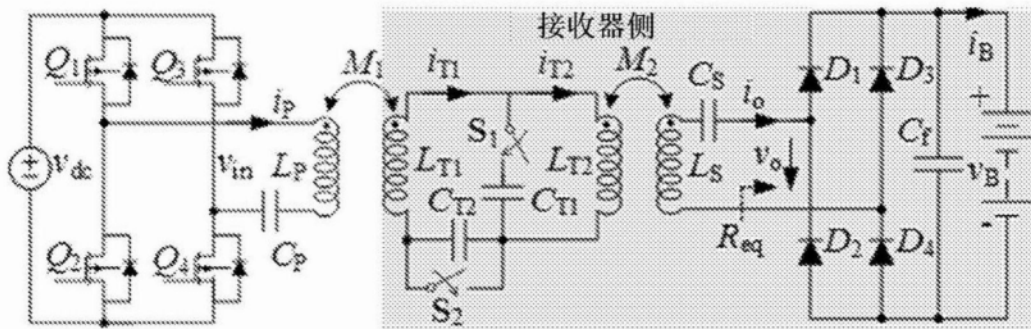 接收器侧
Q1
Q3
M1
iT1
iT2
M2
CS
io
D1
D3
iB
iP
S1
vdc
vin
LP
LT1
LT2
LS
vo
Cf
vB
+
-
CT2
CT1
CP
Req
Q2
Q4
S2
D2
D4